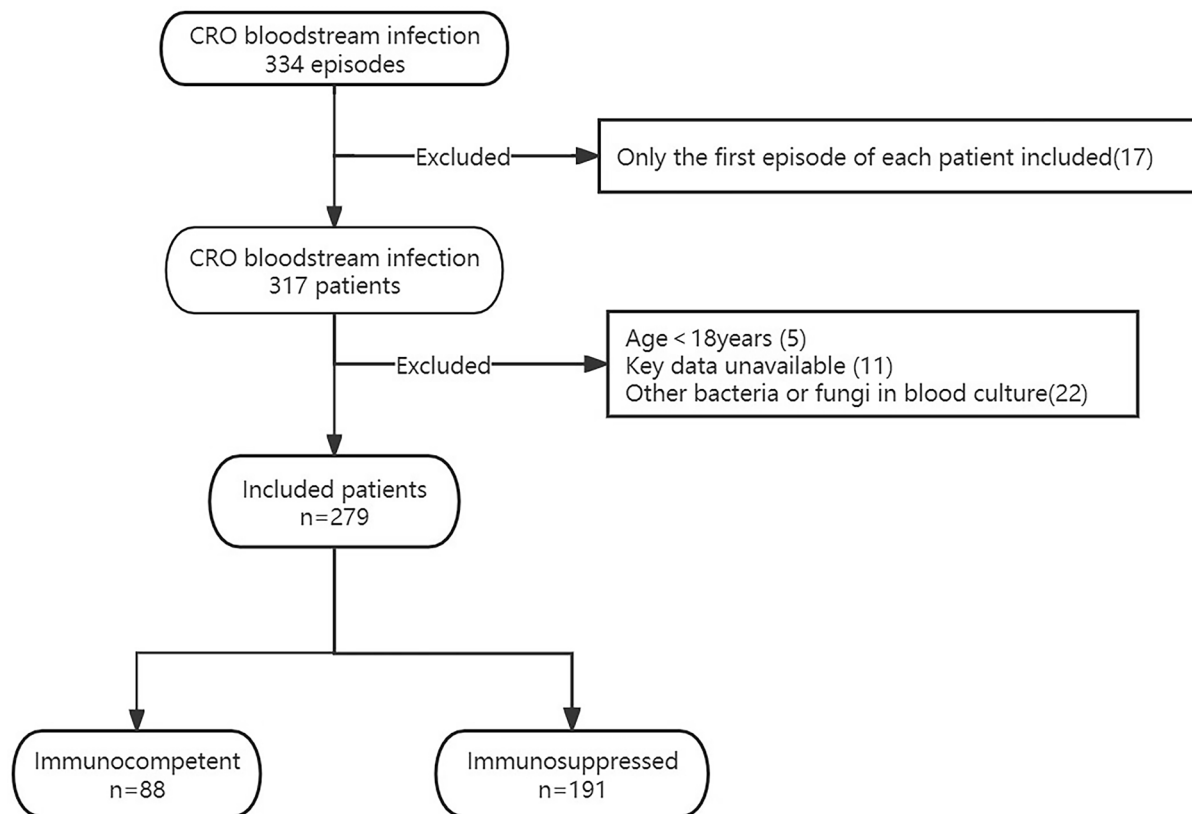 CRO bloodstream infection
334 episodes
Excluded
Only the first episode of each patient included(17)
CRO bloodstream infection
317 patients
Excluded
Age < 18years (5)
Key data unavailable (11)
Other bacteria or fungi in blood culture(22)
Included patients
n=279
Immunocompetent
n=88
Immunosuppressed
n=191